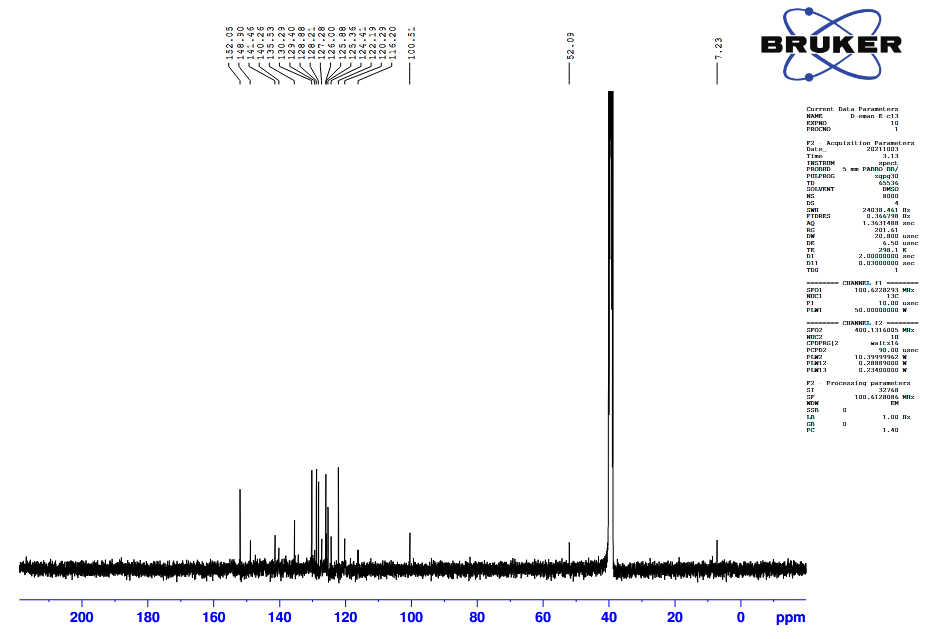 152.05
148.90
141.46
140.26
135.53
130.29
129.40
128.88
128.21
127.28
126.00
125.88
125.36
124.41
122.19
120.29
116.20
100.51
52.09
7.23
BRUKER
Current Data Parameters
NAME D eman E c13
EXPNO 10
PROCNO 1
F2 - Acquisition Parameters
Date_ 20211003
Time 3.13
INSTRUM spect
PROBHD 5 mm PABBO BB/
PULPROG zgpg30
TD 65536
SOLVENT DMSO
NS 8000
DS 4
SWH 24038.461 Hz
FIDRES 0.366798 Hz
AQ 1.3631488 sec
RG 201.61
DW 20.800 usec
DE 6.50 usec
TE 298.1 K
D1 2.00000000 sec
D11 0.03000000 sec
TD0 1
======== CHANNEL f1 ========
SFO1 100.6228293 MHz
NUC1 13C
P1 10.00 usec
PLW1 50.00000000 W
======== CHANNEL f2 ========
SFO2 400.1316005 MHz
NUC2 1H
CPDPRG[2 waltz16
PCPD2 90.00 usec
PLW2 10.39999962 W
PLW12 0.28889000 W
PLW13 0.23400000 W
F2 - Processing parameters
SI 32768
SF 100.6128086 MHz
WDW EM
SSB 0
LB 1.00 Hz
GB 0
PC 1.40
200 180 160 140 120 100 80 60 40 20 0 ppm